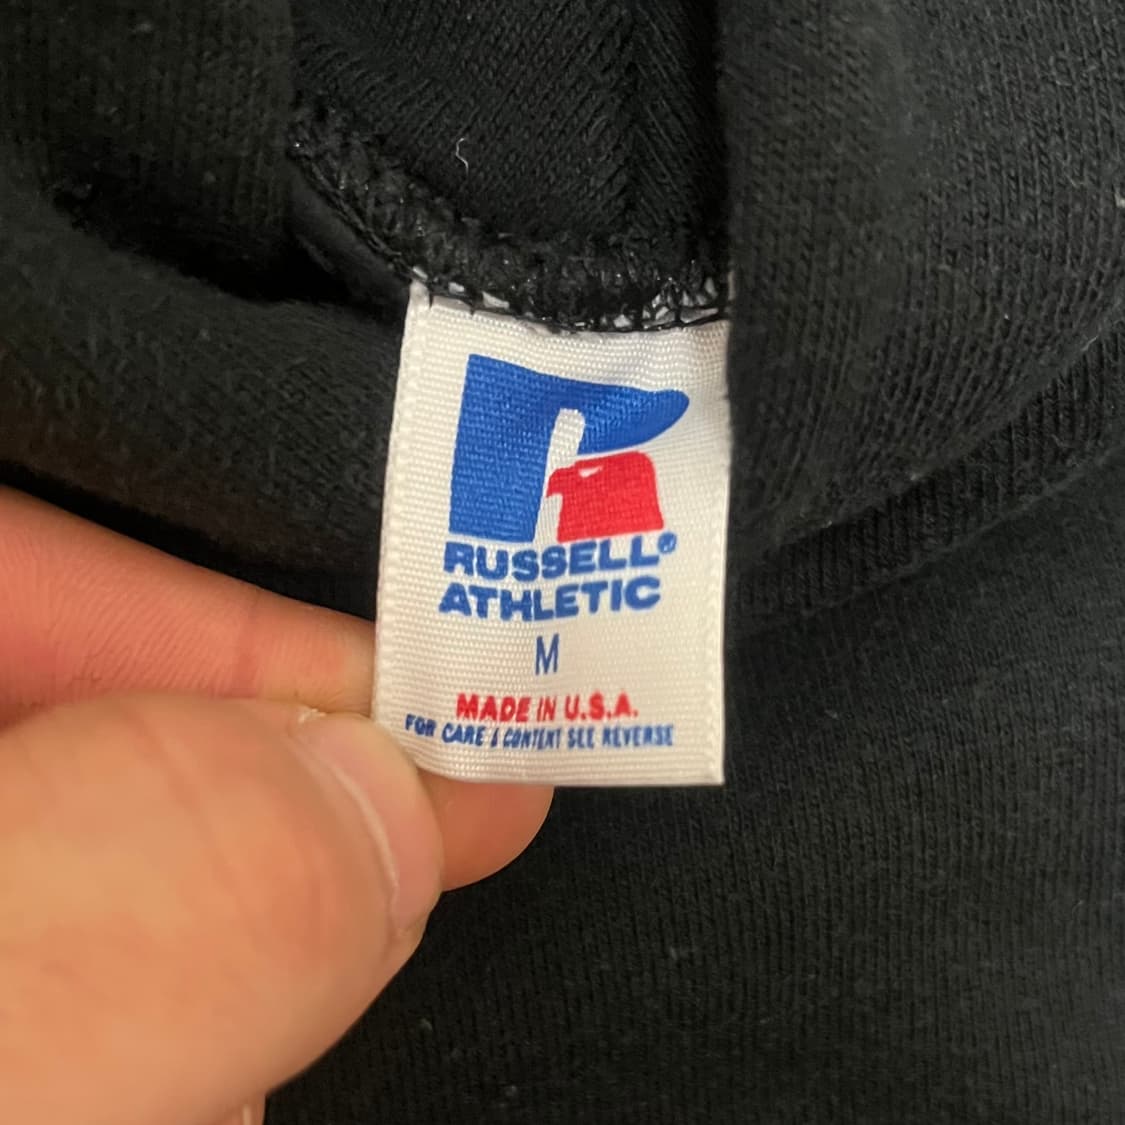 RUSSELL®
ATHLETIC
M
MADE IN U.S.A.
FOR CARE & CONTENT SEE REVERSE